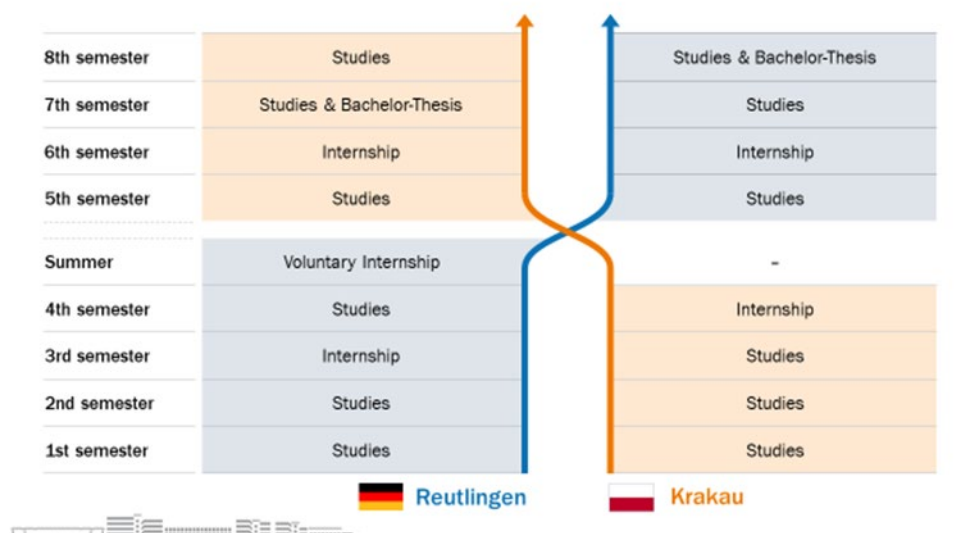 8th semester Studies Studies & Bachelor-Thesis
7th semester Studies & Bachelor-Thesis Studies
6th semester Internship Internship
5th semester Studies Studies
Summer Voluntary Internship -
4th semester Studies Internship
3rd semester Internship Studies
2nd semester Studies Studies
1st semester Studies Studies
Reutlingen Krakau